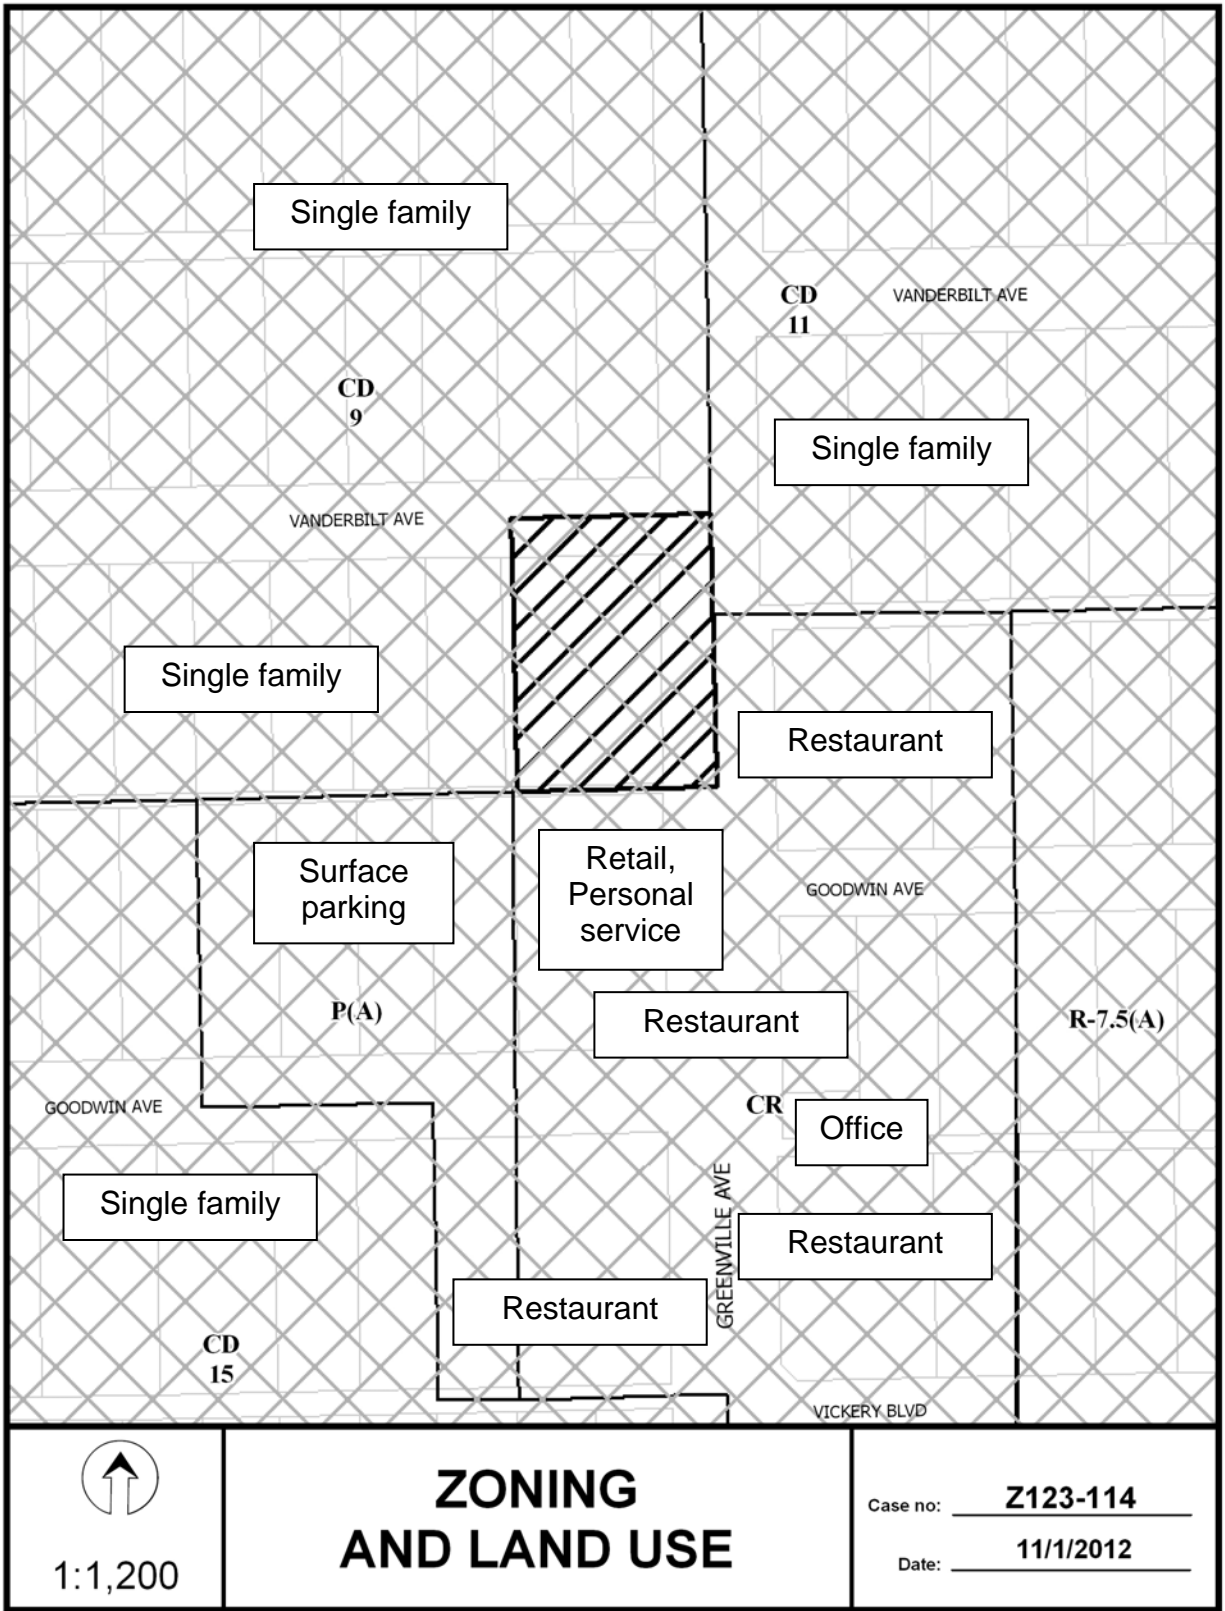 Single family
CD
11
VANDERBILT AVE
CD
9
Single family
VANDERBILT AVE
Single family
Restaurant
Surface
parking
Retail,
Personal
service
GOODWIN AVE
P(A)
Restaurant
R-7.5(A)
GOODWIN AVE
CR
Office
Single family
GREENVILLE AVE
Restaurant
Restaurant
CD
15
VICKERY BLVD
1:1,200
ZONING
AND LAND USE
Case no: Z123-114
Date: 11/1/2012